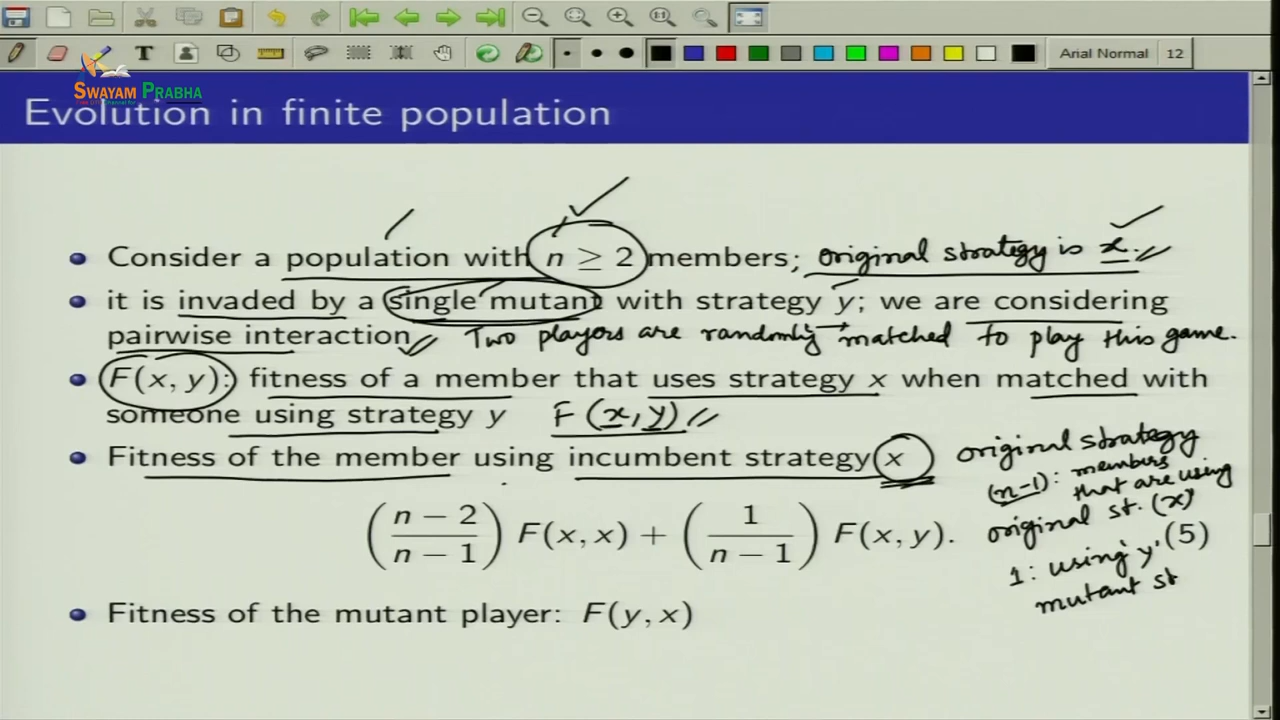 Arial Normal 12
SWAYAM PRABHA
Evolution in finite population
Consider a population with n ≥ 2 members; original strategy is x.
it is invaded by a single mutant with strategy y; we are considering
pairwise interaction Two players are randomly matched to play this game.
F(x, y): fitness of a member that uses strategy x when matched with
someone using strategy y F(x, y)
Fitness of the member using incumbent strategy x original strategy
(n-1): members
that are using
original st. (x)
(n − 2 / n − 1) F(x, x) + (1 / n − 1) F(x, y). (5)
1: using 'y'
mutant st
Fitness of the mutant player: F(y, x)